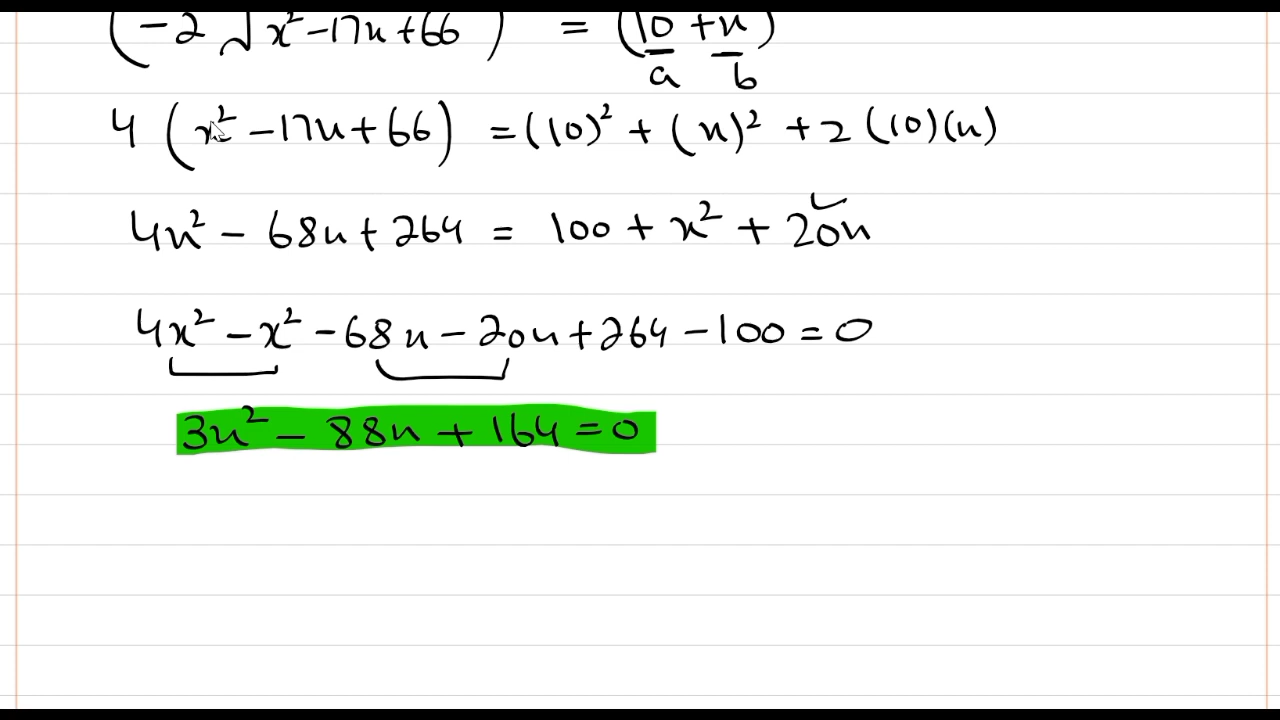 (-2 √x²-17x+66 ) = (10 +x)
a b
4 (x² -17x+66) =(10)² + (x)² + 2 (10)(x)
4x² - 68x+264 = 100 + x² + 20x
4x² - x² -68x - 20x+264 -100 = 0
3x² - 88x + 164 = 0